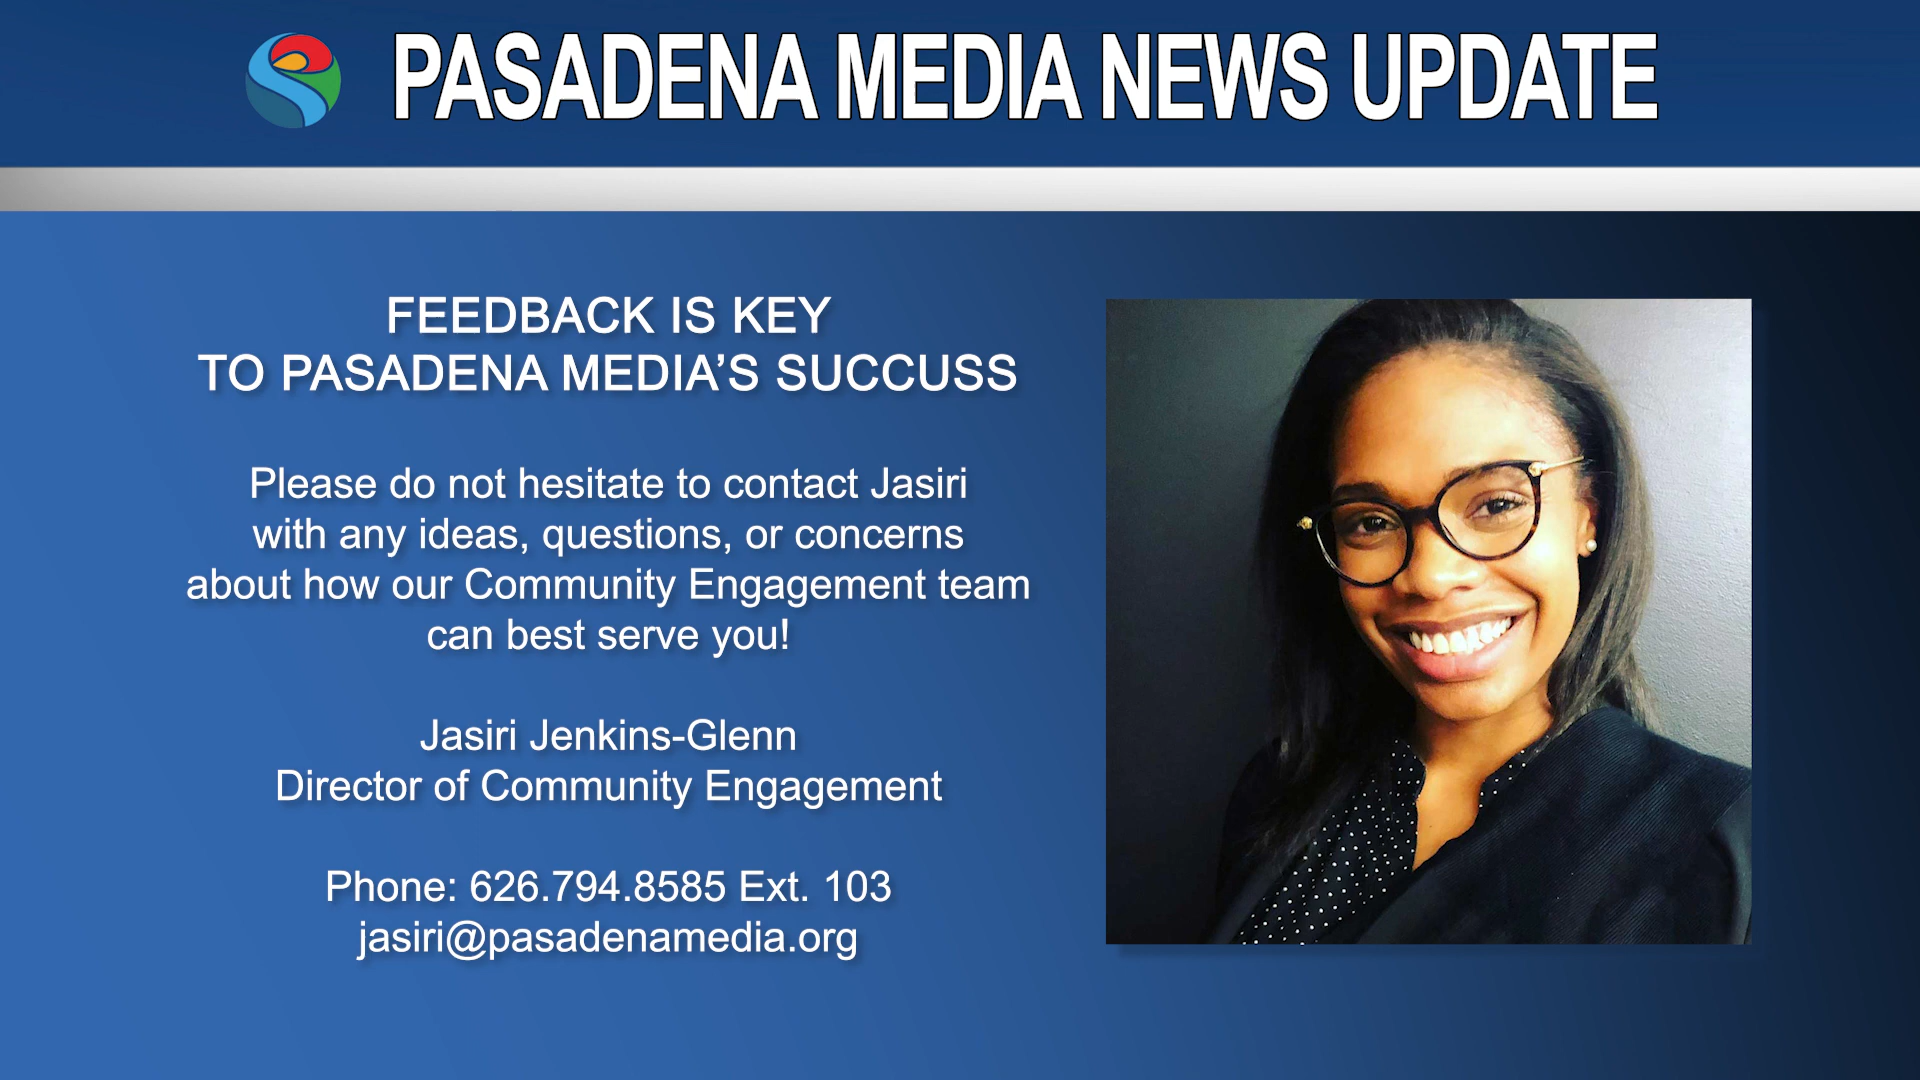 PASADENA MEDIA NEWS UPDATE
FEEDBACK IS KEY
TO PASADENA MEDIA’S SUCCUSS
Please do not hesitate to contact Jasiri
with any ideas, questions, or concerns
about how our Community Engagement team
can best serve you!
Jasiri Jenkins-Glenn
Director of Community Engagement
Phone: 626.794.8585 Ext. 103
jasiri@pasadenamedia.org